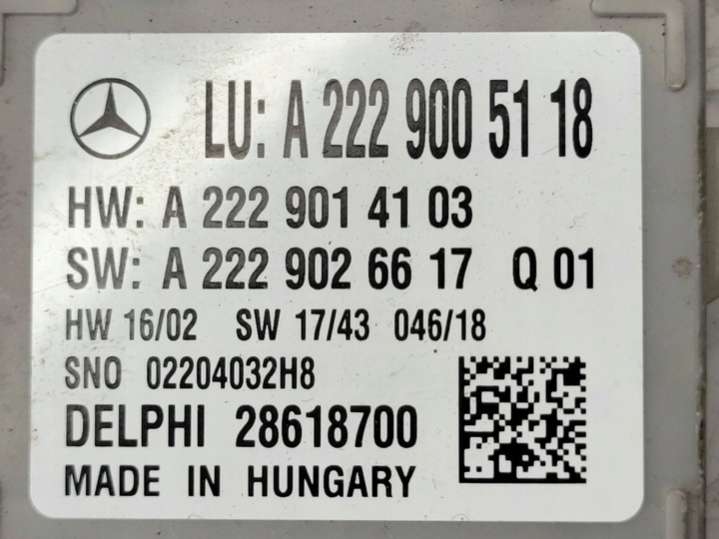 LU: A 222 900 51 18
HW: A 222 901 41 03
SW: A 222 902 66 17 Q 01
HW 16/02 SW 17/43 046/18
SNO 02204032H8
DELPHI 28618700
MADE IN HUNGARY